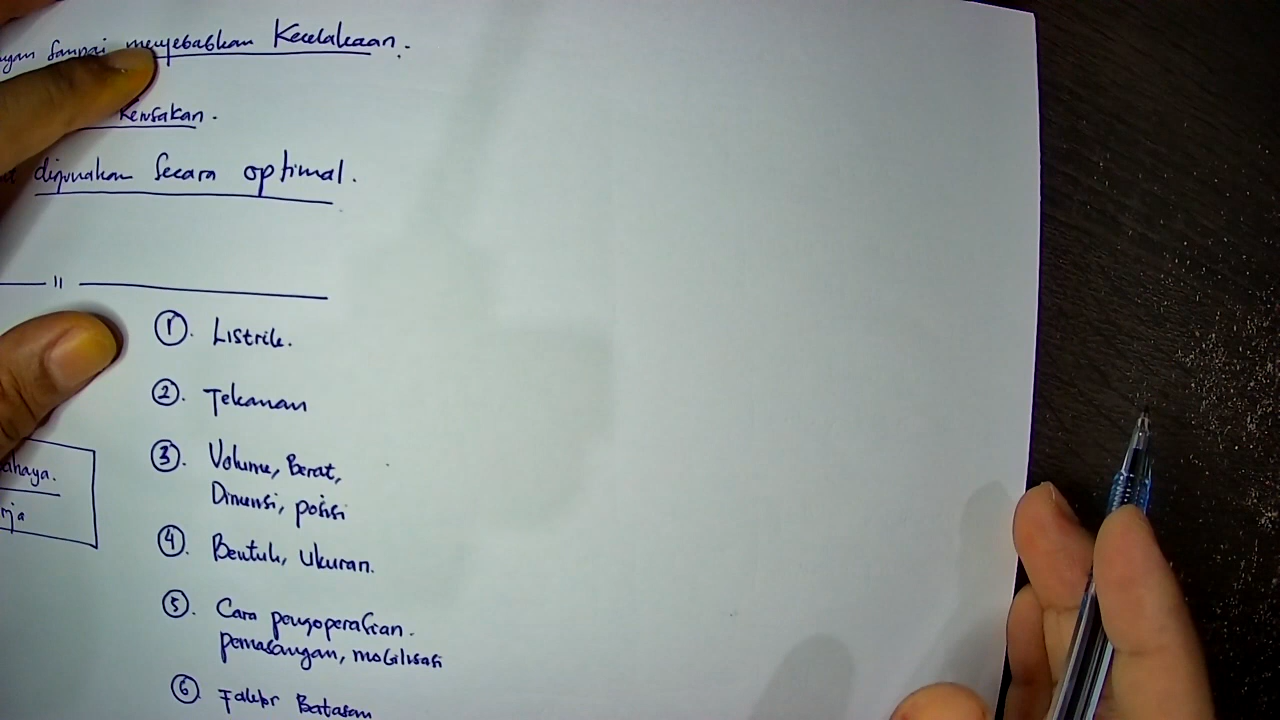 menyebabkan Kecelakaan.
Kerusakan.
digunakan Secara optimal.
11
① . Listrik.
② . Tekanan
③ . Volume, Berat,
Dimensi, posisi
④ . Bentuk, Ukuran.
⑤ . Cara pengoperasian.
pemasangan, mobilisasi
⑥ . Faktor Batasan